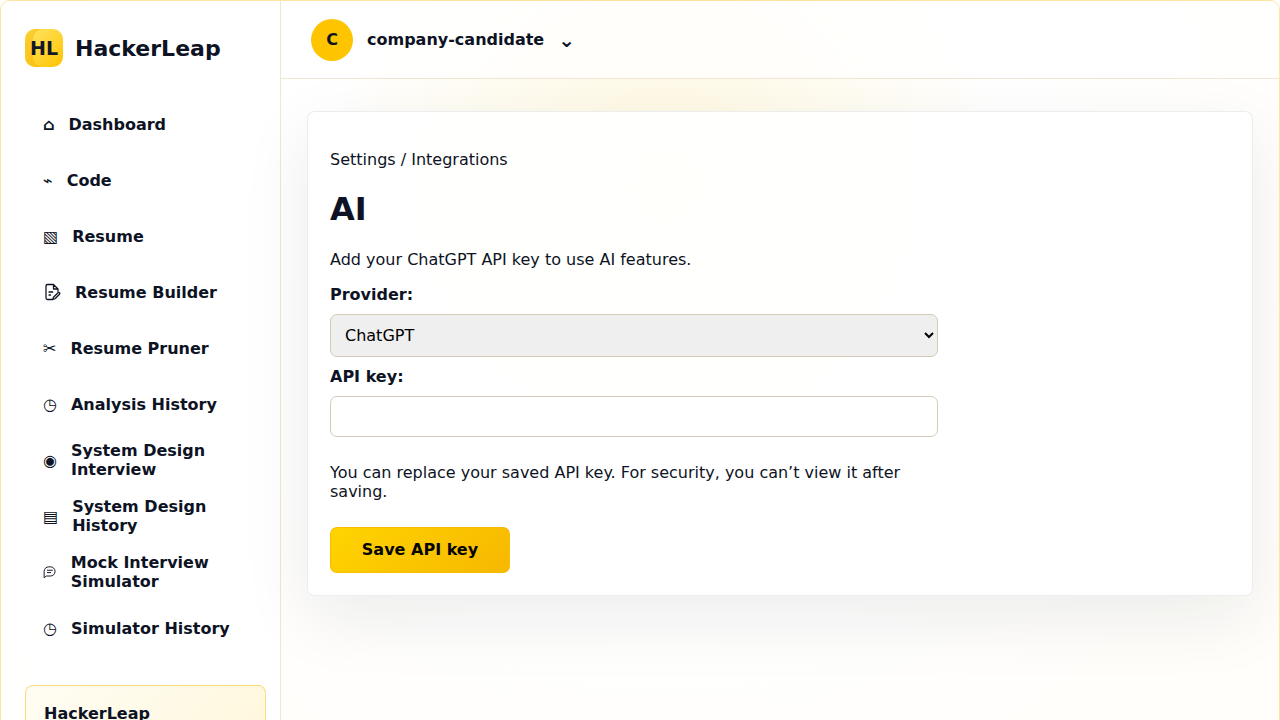 HL HackerLeap
Dashboard
Code
Resume
Resume Builder
Resume Pruner
Analysis History
System Design
Interview
System Design
History
Mock Interview
Simulator
Simulator History
HackerLeap
C company-candidate
Settings / Integrations
AI
Add your ChatGPT API key to use AI features.
Provider:
ChatGPT
API key:
You can replace your saved API key. For security, you can’t view it after
saving.
Save API key